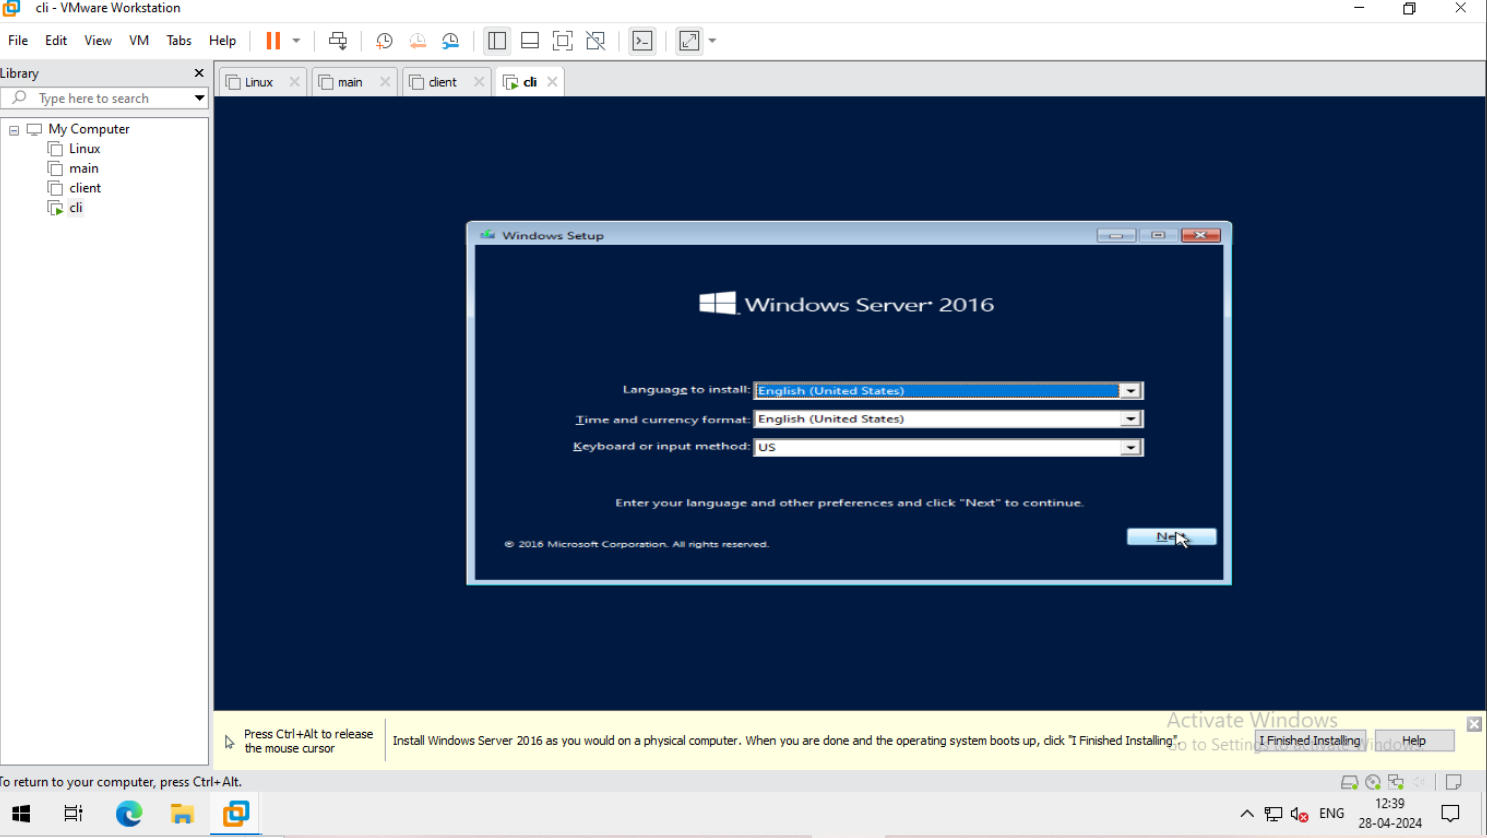 cli - VMware Workstation
File Edit View VM Tabs Help
Library
Type here to search
My Computer
Linux
main
client
cli
Linux main client cli
Windows Setup
Windows Server 2016
Language to install: English (United States)
Time and currency format: English (United States)
Keyboard or input method: US
Enter your language and other preferences and click "Next" to continue.
© 2016 Microsoft Corporation. All rights reserved.
Press Ctrl+Alt to release
the mouse cursor
Install Windows Server 2016 as you would on a physical computer. When you are done and the operating system boots up, click "I Finished Installing".
I Finished Installing
Help
Activate Windows
to Settings to activate Windows.
To return to your computer, press Ctrl+Alt.
ENG
12:39
28-04-2024